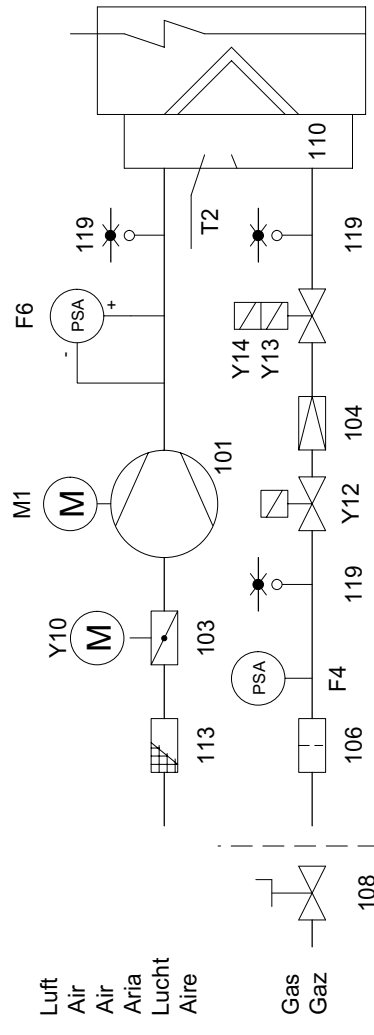 Luft
Air
Air
Aria
Lucht
Aire
Gas
Gaz
M1
M
F6
PSA
-
+
119
Y10
M
113
103
101
T2
110
Y14
Y13
119
PSA
119
108
106
F4
Y12
104
119